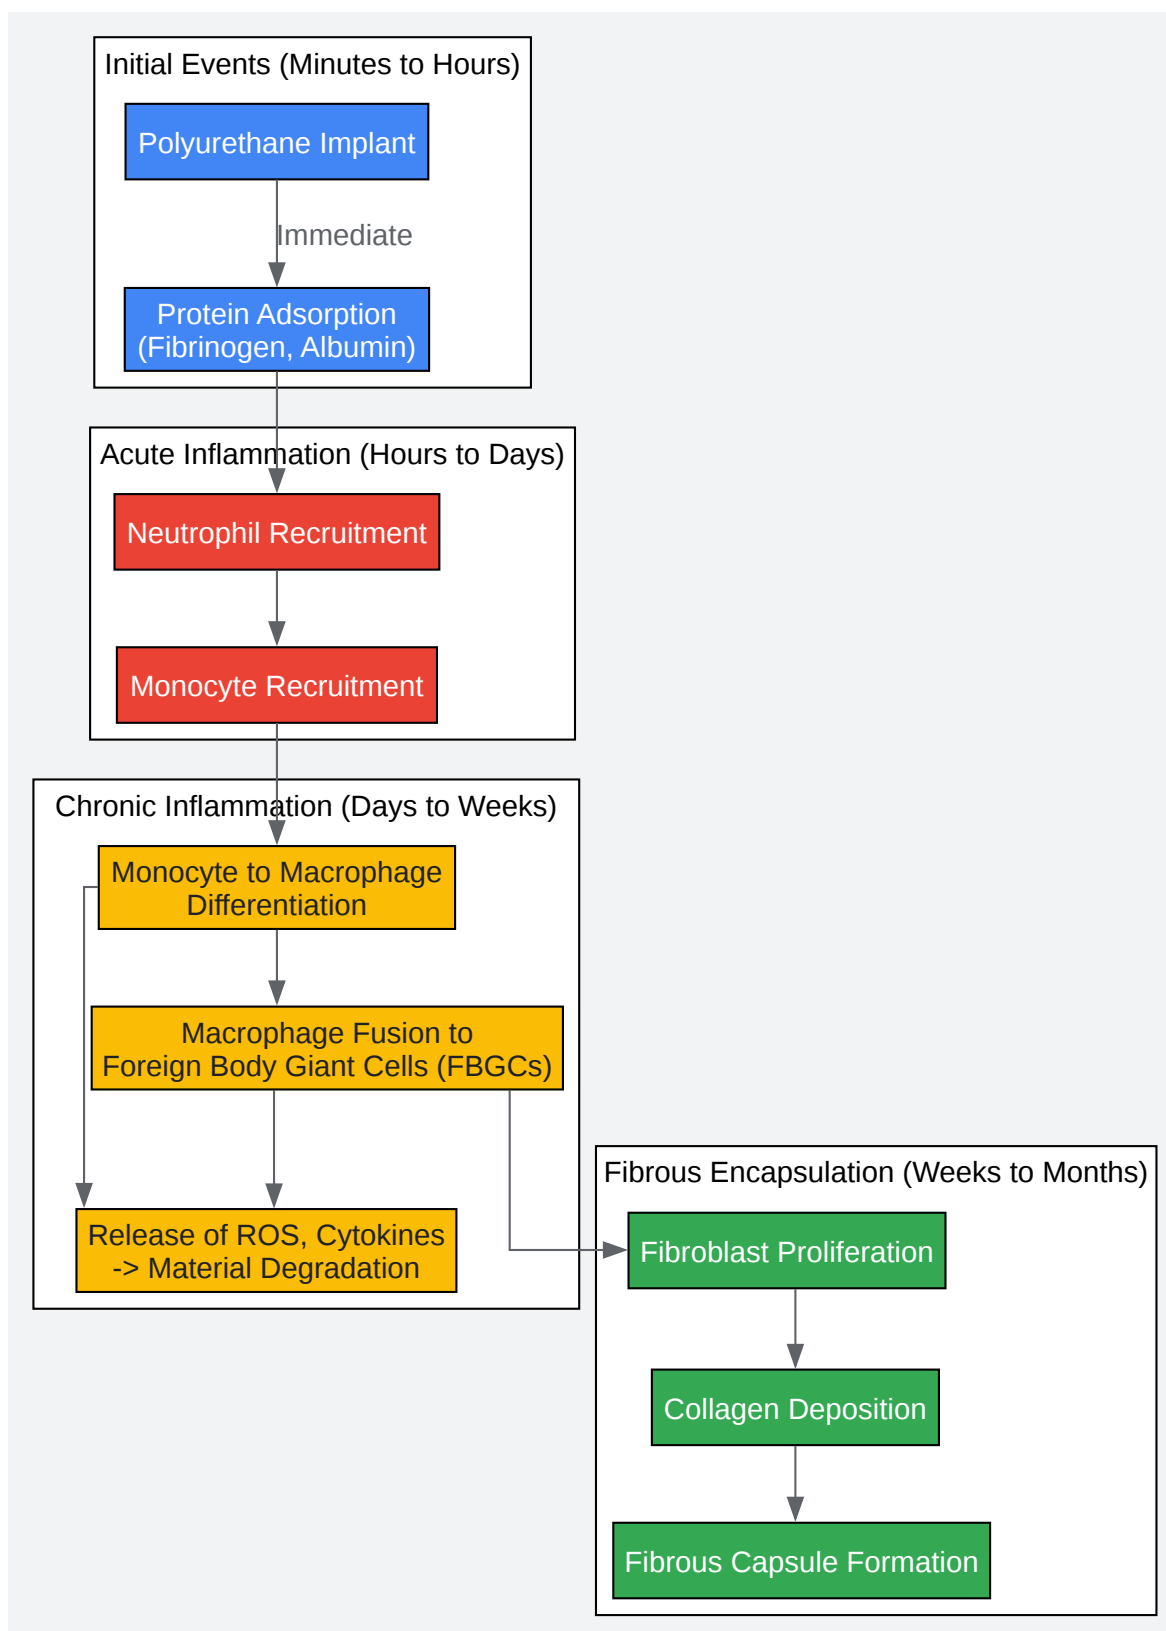 Initial Events (Minutes to Hours)
Polyurethane Implant
Immediate
Protein Adsorption
(Fibrinogen, Albumin)
Acute Inflammation (Hours to Days)
Neutrophil Recruitment
Monocyte Recruitment
Chronic Inflammation (Days to Weeks)
Monocyte to Macrophage
Differentiation
Macrophage Fusion to
Foreign Body Giant Cells (FBGCs)
Release of ROS, Cytokines
-> Material Degradation
Fibrous Encapsulation (Weeks to Months)
Fibroblast Proliferation
Collagen Deposition
Fibrous Capsule Formation